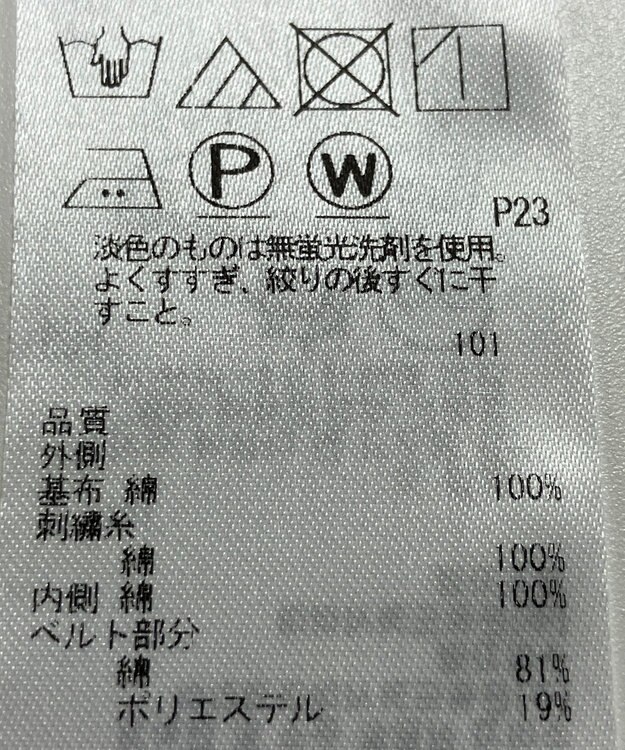 P
W
P23
淡色のものは無蛍光洗剤を使用。
よくすすぎ、絞りの後すぐに干
すこと。
101
品質
外側
基布 綿 100%
刺繍糸
綿 100%
内側 綿 100%
ベルト部分
綿 81%
ポリエステル 19%